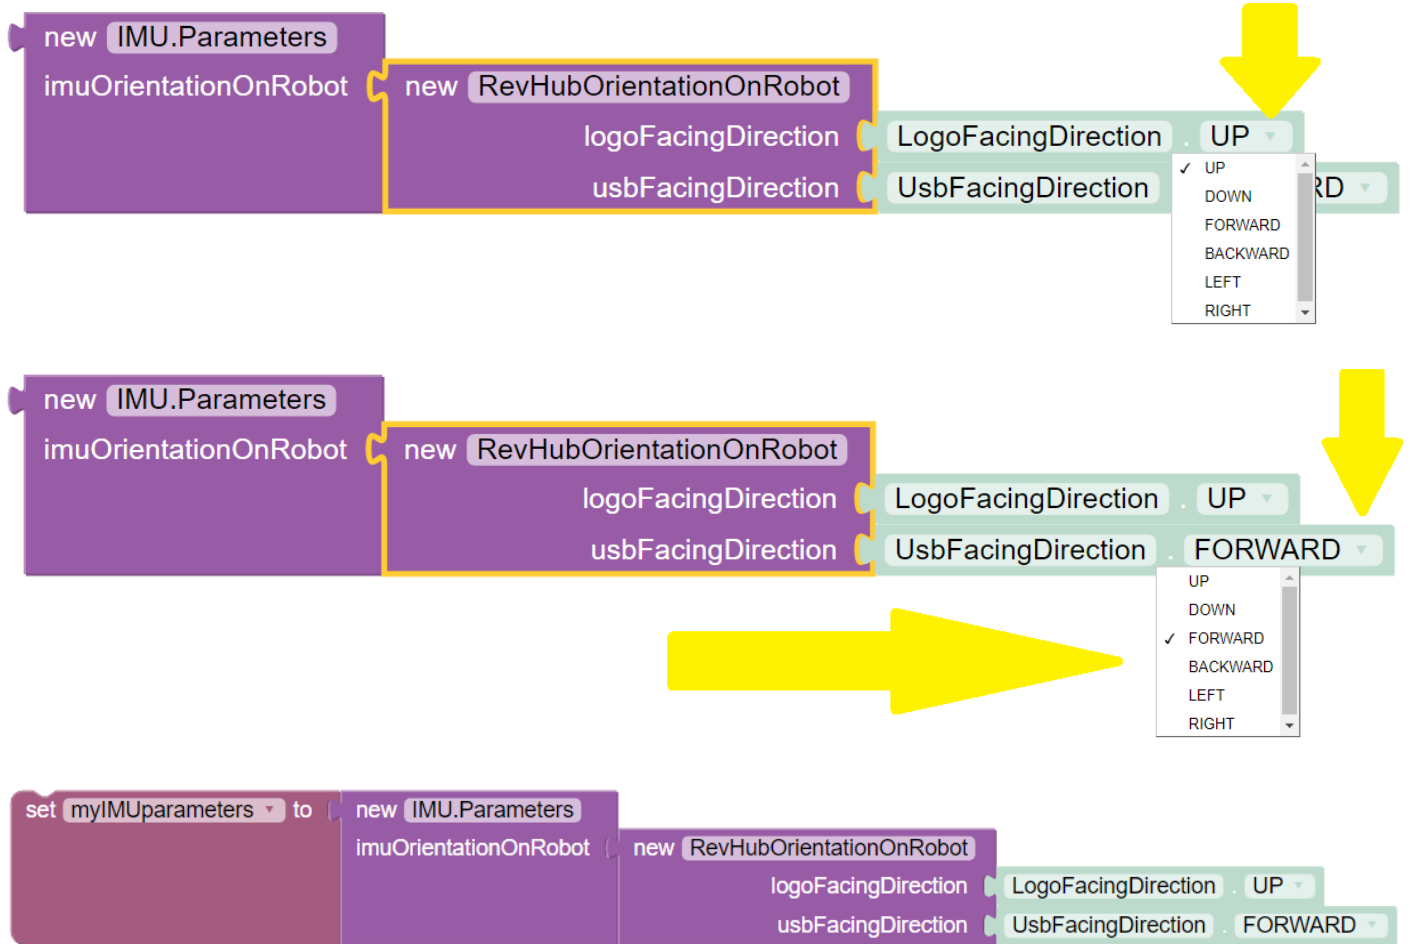 new IMU.Parameters
imuOrientationOnRobot new RevHubOrientationOnRobot
logoFacingDirection LogoFacingDirection . UP
usbFacingDirection UsbFacingDirection RD
✓ UP
DOWN
FORWARD
BACKWARD
LEFT
RIGHT
new IMU.Parameters
imuOrientationOnRobot new RevHubOrientationOnRobot
logoFacingDirection LogoFacingDirection . UP
usbFacingDirection UsbFacingDirection . FORWARD
UP
DOWN
✓ FORWARD
BACKWARD
LEFT
RIGHT
set myIMUparameters to new IMU.Parameters
imuOrientationOnRobot new RevHubOrientationOnRobot
logoFacingDirection LogoFacingDirection . UP
usbFacingDirection UsbFacingDirection . FORWARD